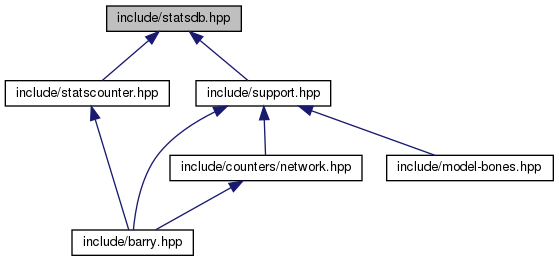 include/statsdb.hpp
include/statscounter.hpp
include/support.hpp
include/counters/network.hpp
include/model-bones.hpp
include/barry.hpp